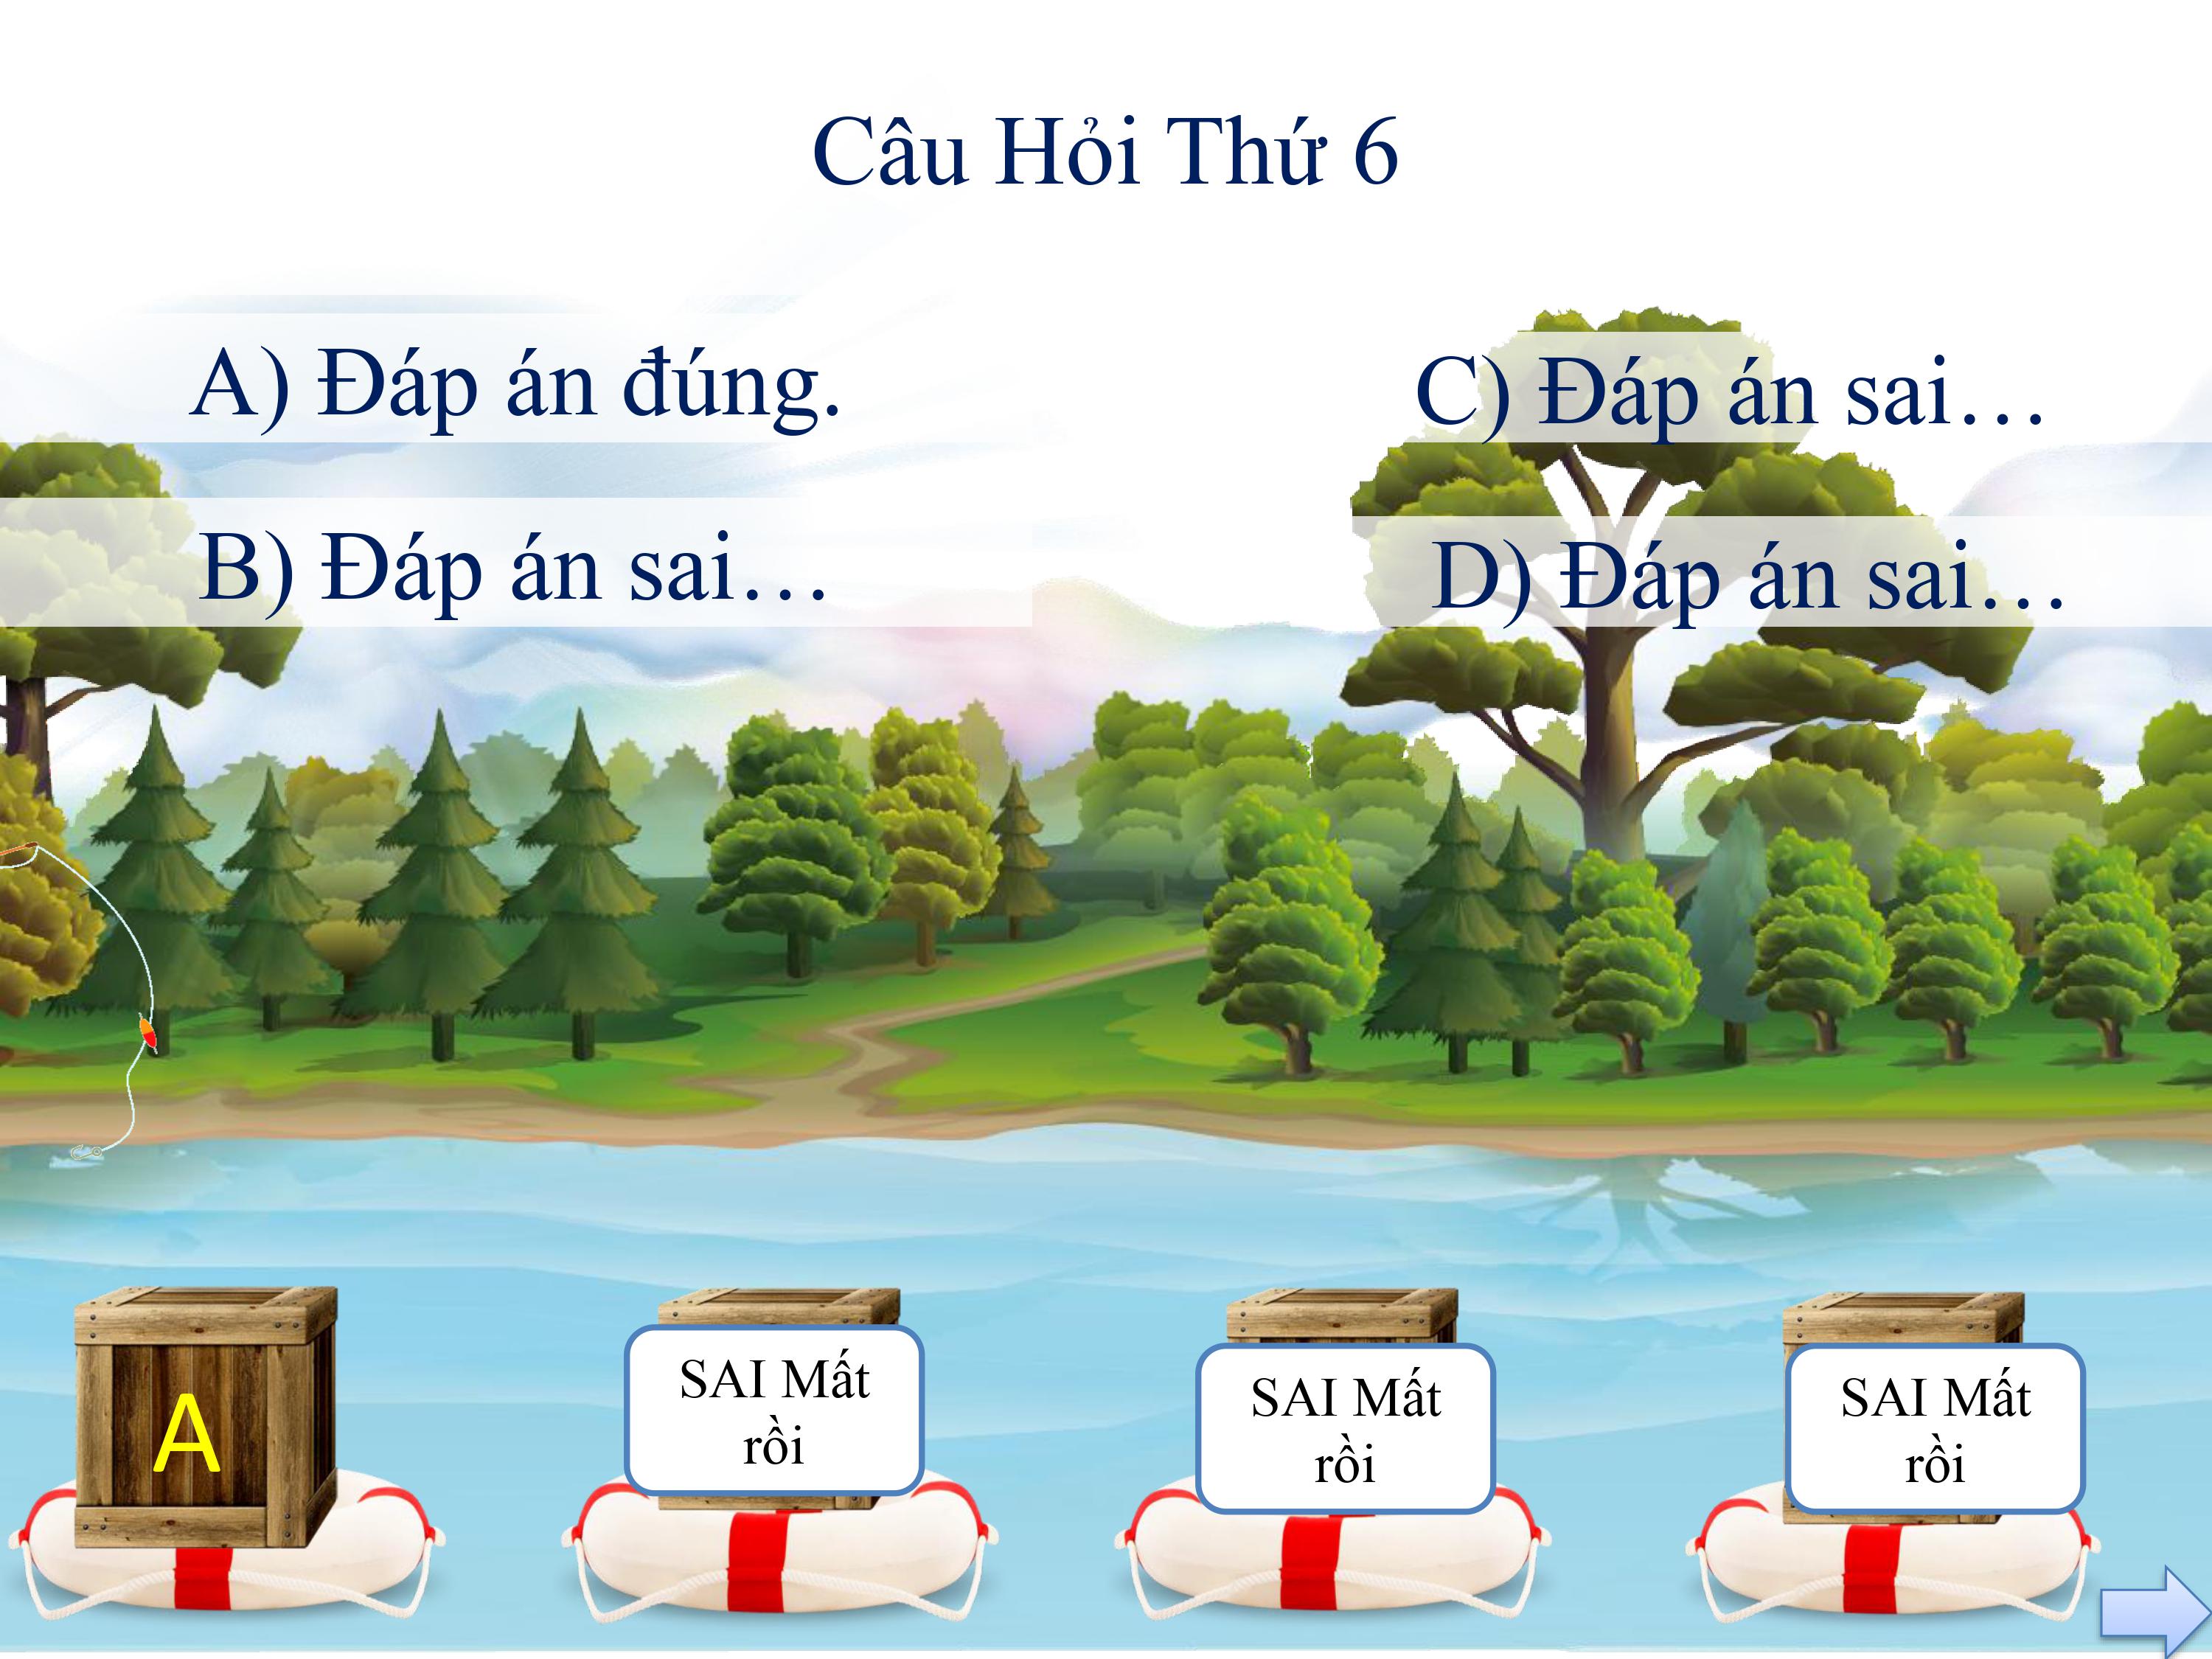 Câu Hỏi Thứ 6
A) Đáp án đúng.
C) Đáp án sai…
B) Đáp án sai…
D) Đáp án sai…
A
SAI Mất
rồi
SAI Mất
rồi
SAI Mất
rồi